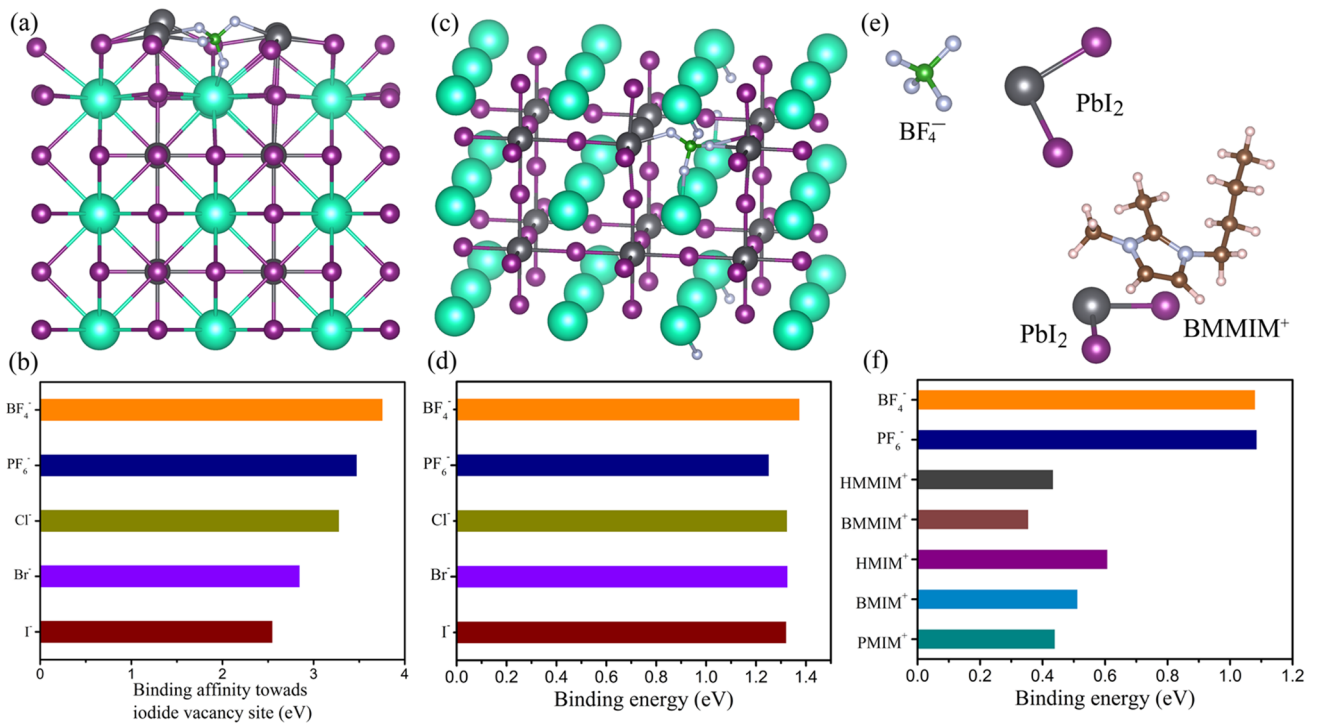 (a)
(c)
(e)
BF₄⁻
PbI₂
PbI₂
BMMIM⁺
(b)
BF₄⁻
PF₆⁻
Cl⁻
Br⁻
I⁻
0 1 2 3 4
Binding affinity towads
iodide vacancy site (eV)
(d)
BF₄⁻
PF₆⁻
Cl⁻
Br⁻
I⁻
0.0 0.2 0.4 0.6 0.8 1.0 1.2 1.4
Binding energy (eV)
(f)
BF₄⁻
PF₆⁻
HMMIM⁺
BMMIM⁺
HMIM⁺
BMIM⁺
PMIM⁺
0.0 0.2 0.4 0.6 0.8 1.0 1.2
Binding energy (eV)